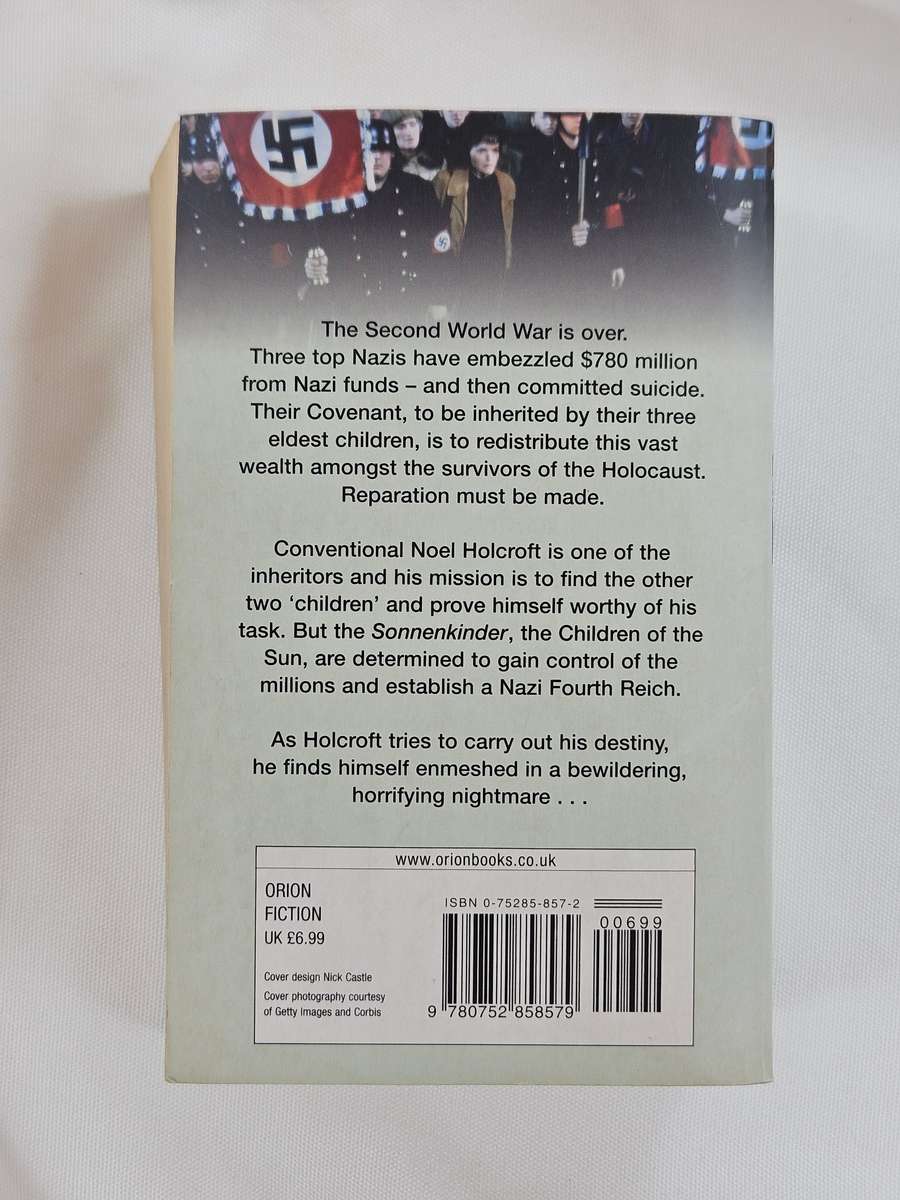 The Second World War is over.
Three top Nazis have embezzled $780 million
from Nazi funds – and then committed suicide.
Their Covenant, to be inherited by their three
eldest children, is to redistribute this vast
wealth amongst the survivors of the Holocaust.
Reparation must be made.
Conventional Noel Holcroft is one of the
inheritors and his mission is to find the other
two ‘children’ and prove himself worthy of his
task. But the Sonnenkinder, the Children of the
Sun, are determined to gain control of the
millions and establish a Nazi Fourth Reich.
As Holcroft tries to carry out his destiny,
he finds himself enmeshed in a bewildering,
horrifying nightmare . . .
www.orionbooks.co.uk
ORION
FICTION
UK £6.99
Cover design Nick Castle
Cover photography courtesy
of Getty Images and Corbis
ISBN 0-75285-857-2
00699
9 780752 858579